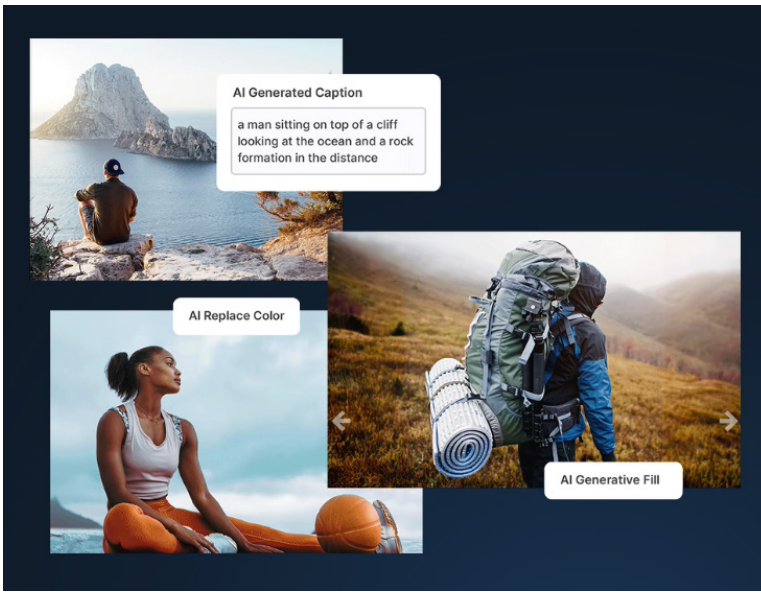 AI Generated Caption
a man sitting on top of a cliff
looking at the ocean and a rock
formation in the distance
AI Replace Color
AI Generative Fill